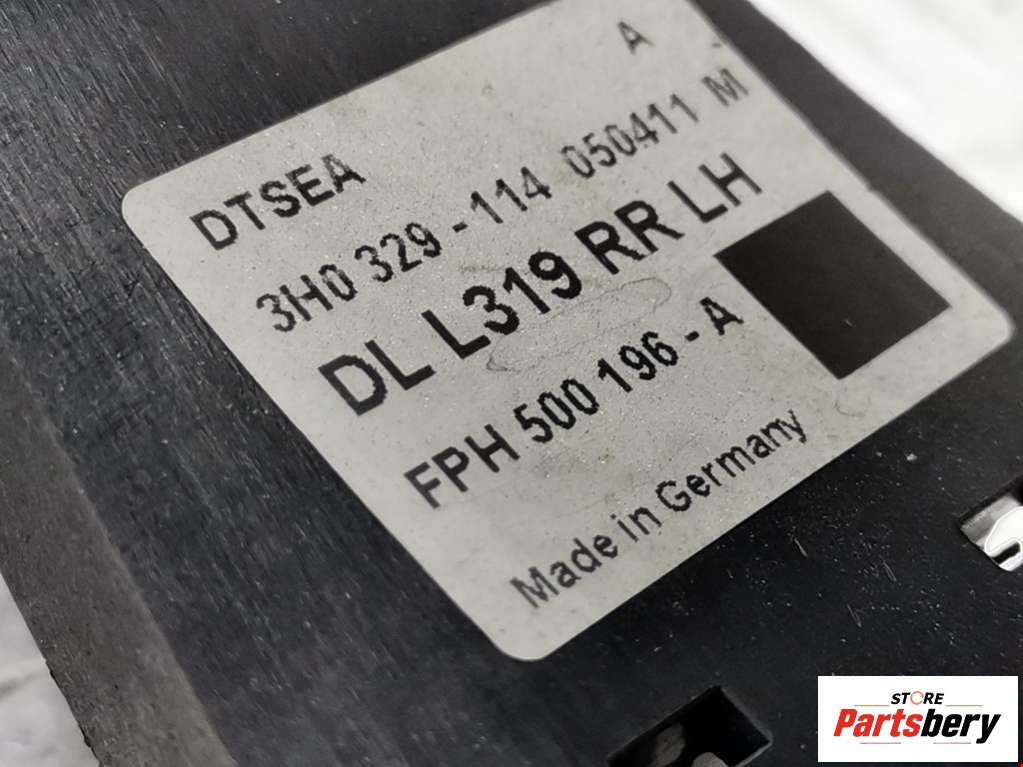 A
DTSEA
3H0 329 - 114 050411 M
DL L319 RR LH
FPH 500 196 - A
Made in Germany
STORE
Partsbery